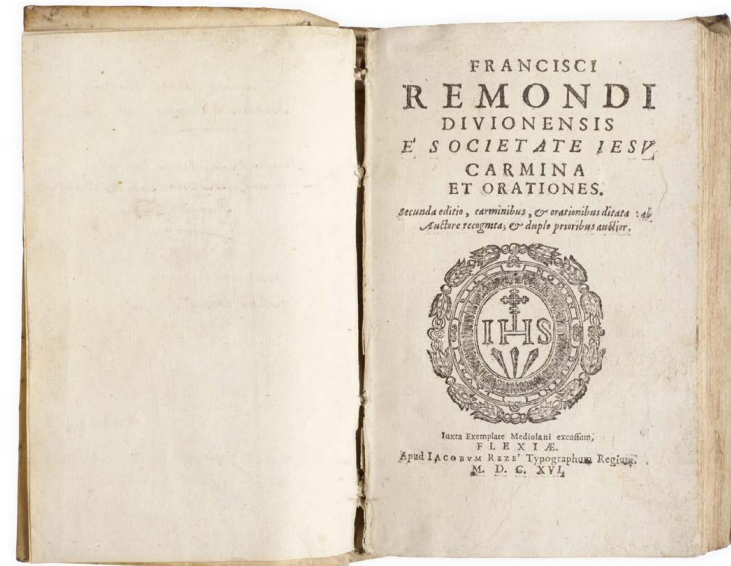 FRANCISCI
REMONDI
DIVIONENSIS
E' SOCIETATE IESV
CARMINA
ET ORATIONES.
Secunda editio, carminibus, & orationibus ditata : ab
Auctore recognita, & duplo prioribus auctior.
IHS
Iuxta Exemplare Mediolani excussum,
FLEXIÆ.
Apud IACOBVM REZE' Typographum Regium.
M. D. C. XVI.